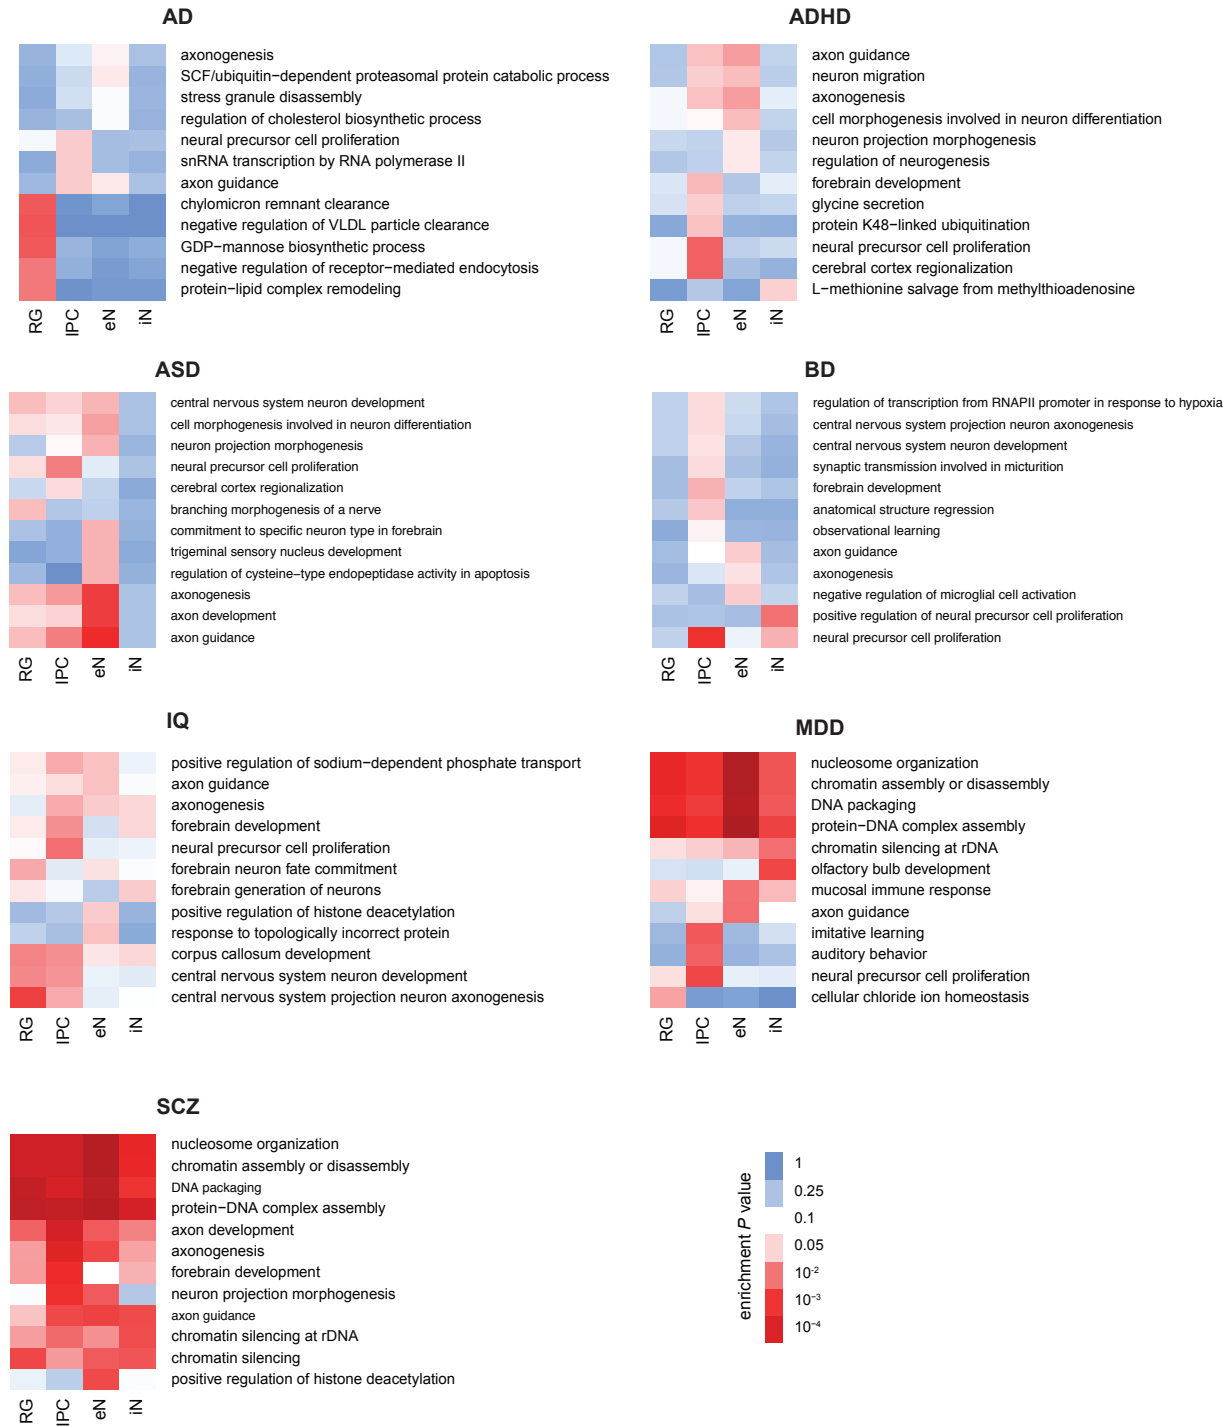 AD
axonogenesis
SCF/ubiquitin−dependent proteasomal protein catabolic process
stress granule disassembly
regulation of cholesterol biosynthetic process
neural precursor cell proliferation
snRNA transcription by RNA polymerase II
axon guidance
chylomicron remnant clearance
negative regulation of VLDL particle clearance
GDP−mannose biosynthetic process
negative regulation of receptor−mediated endocytosis
protein−lipid complex remodeling
RG IPC eN iN
ADHD
axon guidance
neuron migration
axonogenesis
cell morphogenesis involved in neuron differentiation
neuron projection morphogenesis
regulation of neurogenesis
forebrain development
glycine secretion
protein K48−linked ubiquitination
neural precursor cell proliferation
cerebral cortex regionalization
L−methionine salvage from methylthioadenosine
RG IPC eN iN
ASD
central nervous system neuron development
cell morphogenesis involved in neuron differentiation
neuron projection morphogenesis
neural precursor cell proliferation
cerebral cortex regionalization
branching morphogenesis of a nerve
commitment to specific neuron type in forebrain
trigeminal sensory nucleus development
regulation of cysteine−type endopeptidase activity in apoptosis
axonogenesis
axon development
axon guidance
RG IPC eN iN
BD
regulation of transcription from RNAPII promoter in response to hypoxia
central nervous system projection neuron axonogenesis
central nervous system neuron development
synaptic transmission involved in micturition
forebrain development
anatomical structure regression
observational learning
axon guidance
axonogenesis
negative regulation of microglial cell activation
positive regulation of neural precursor cell proliferation
neural precursor cell proliferation
RG IPC eN iN
IQ
positive regulation of sodium−dependent phosphate transport
axon guidance
axonogenesis
forebrain development
neural precursor cell proliferation
forebrain neuron fate commitment
forebrain generation of neurons
positive regulation of histone deacetylation
response to topologically incorrect protein
corpus callosum development
central nervous system neuron development
central nervous system projection neuron axonogenesis
RG IPC eN iN
MDD
nucleosome organization
chromatin assembly or disassembly
DNA packaging
protein−DNA complex assembly
chromatin silencing at rDNA
olfactory bulb development
mucosal immune response
axon guidance
imitative learning
auditory behavior
neural precursor cell proliferation
cellular chloride ion homeostasis
RG IPC eN iN
SCZ
nucleosome organization
chromatin assembly or disassembly
DNA packaging
protein−DNA complex assembly
axon development
axonogenesis
forebrain development
neuron projection morphogenesis
axon guidance
chromatin silencing at rDNA
chromatin silencing
positive regulation of histone deacetylation
RG IPC eN iN
enrichment P value
1
0.25
0.1
0.05
10⁻²
10⁻³
10⁻⁴